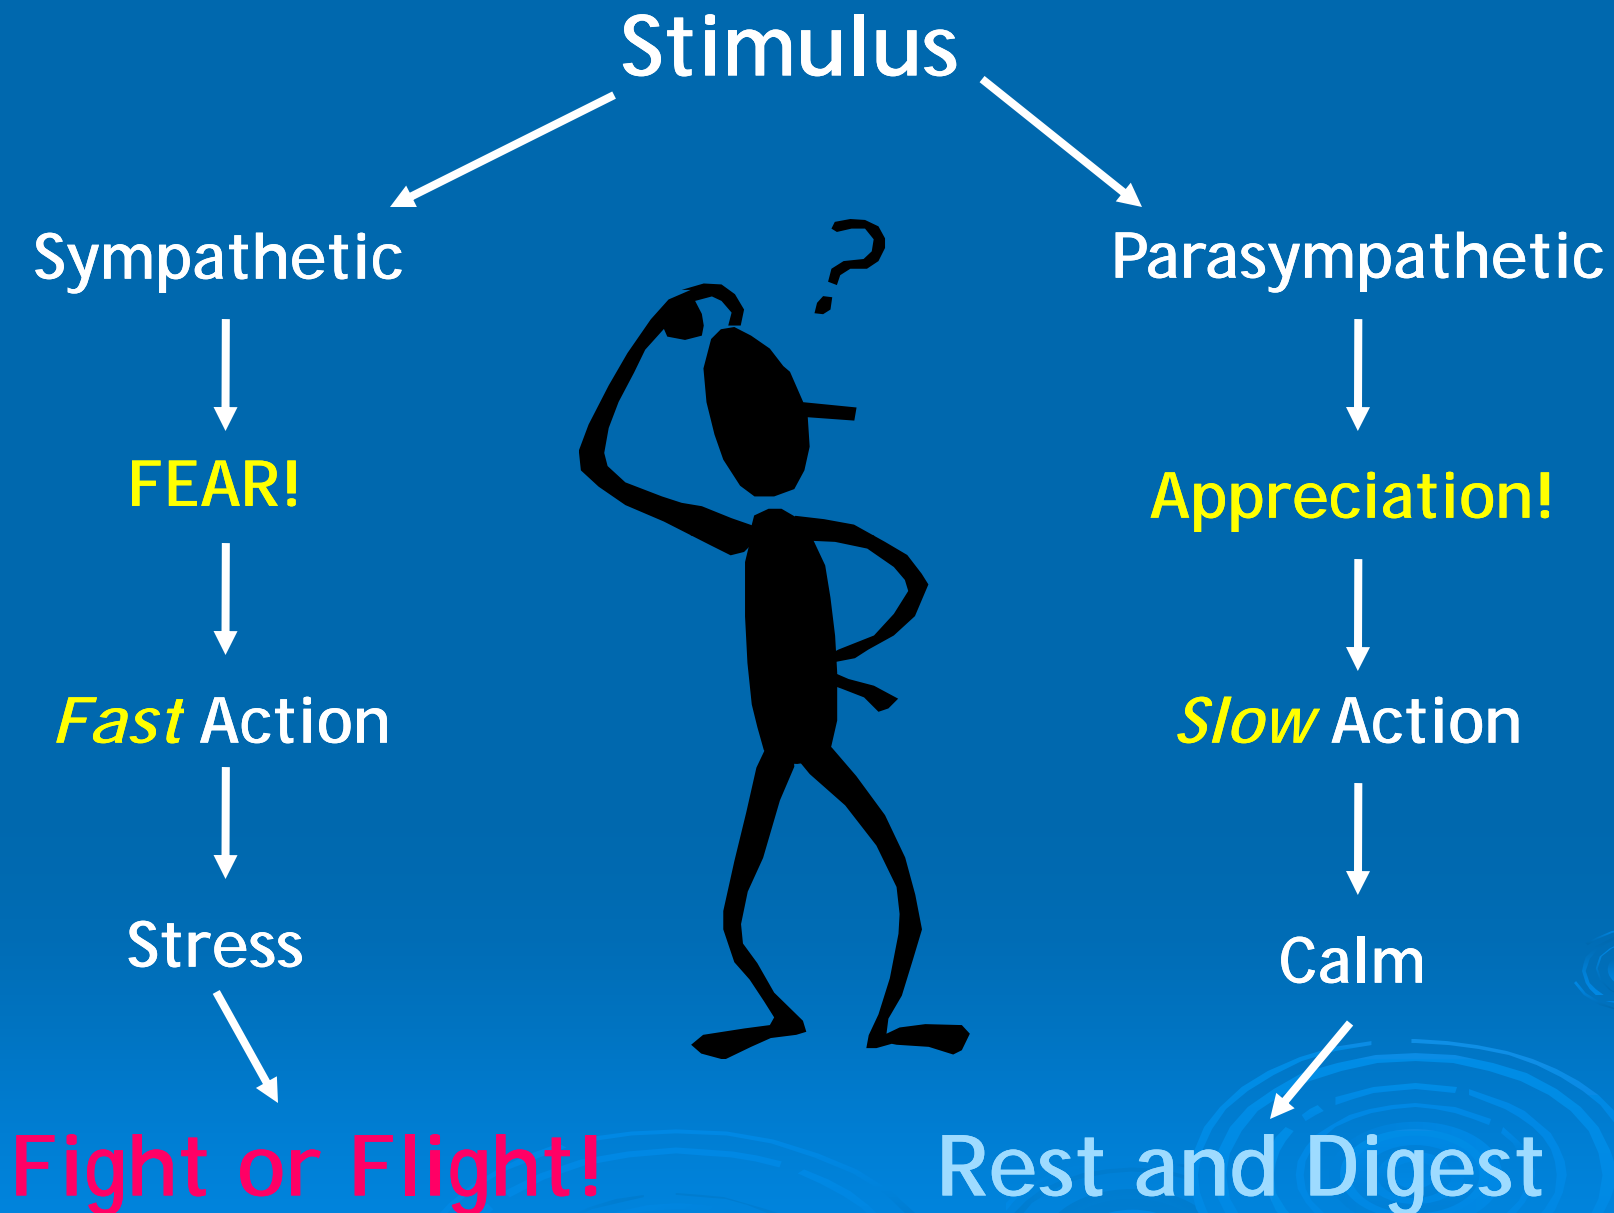 Stimulus
Sympathetic
Parasympathetic
?
FEAR!
Appreciation!
Fast Action
Slow Action
Stress
Calm
Fight or Flight!
Rest and Digest